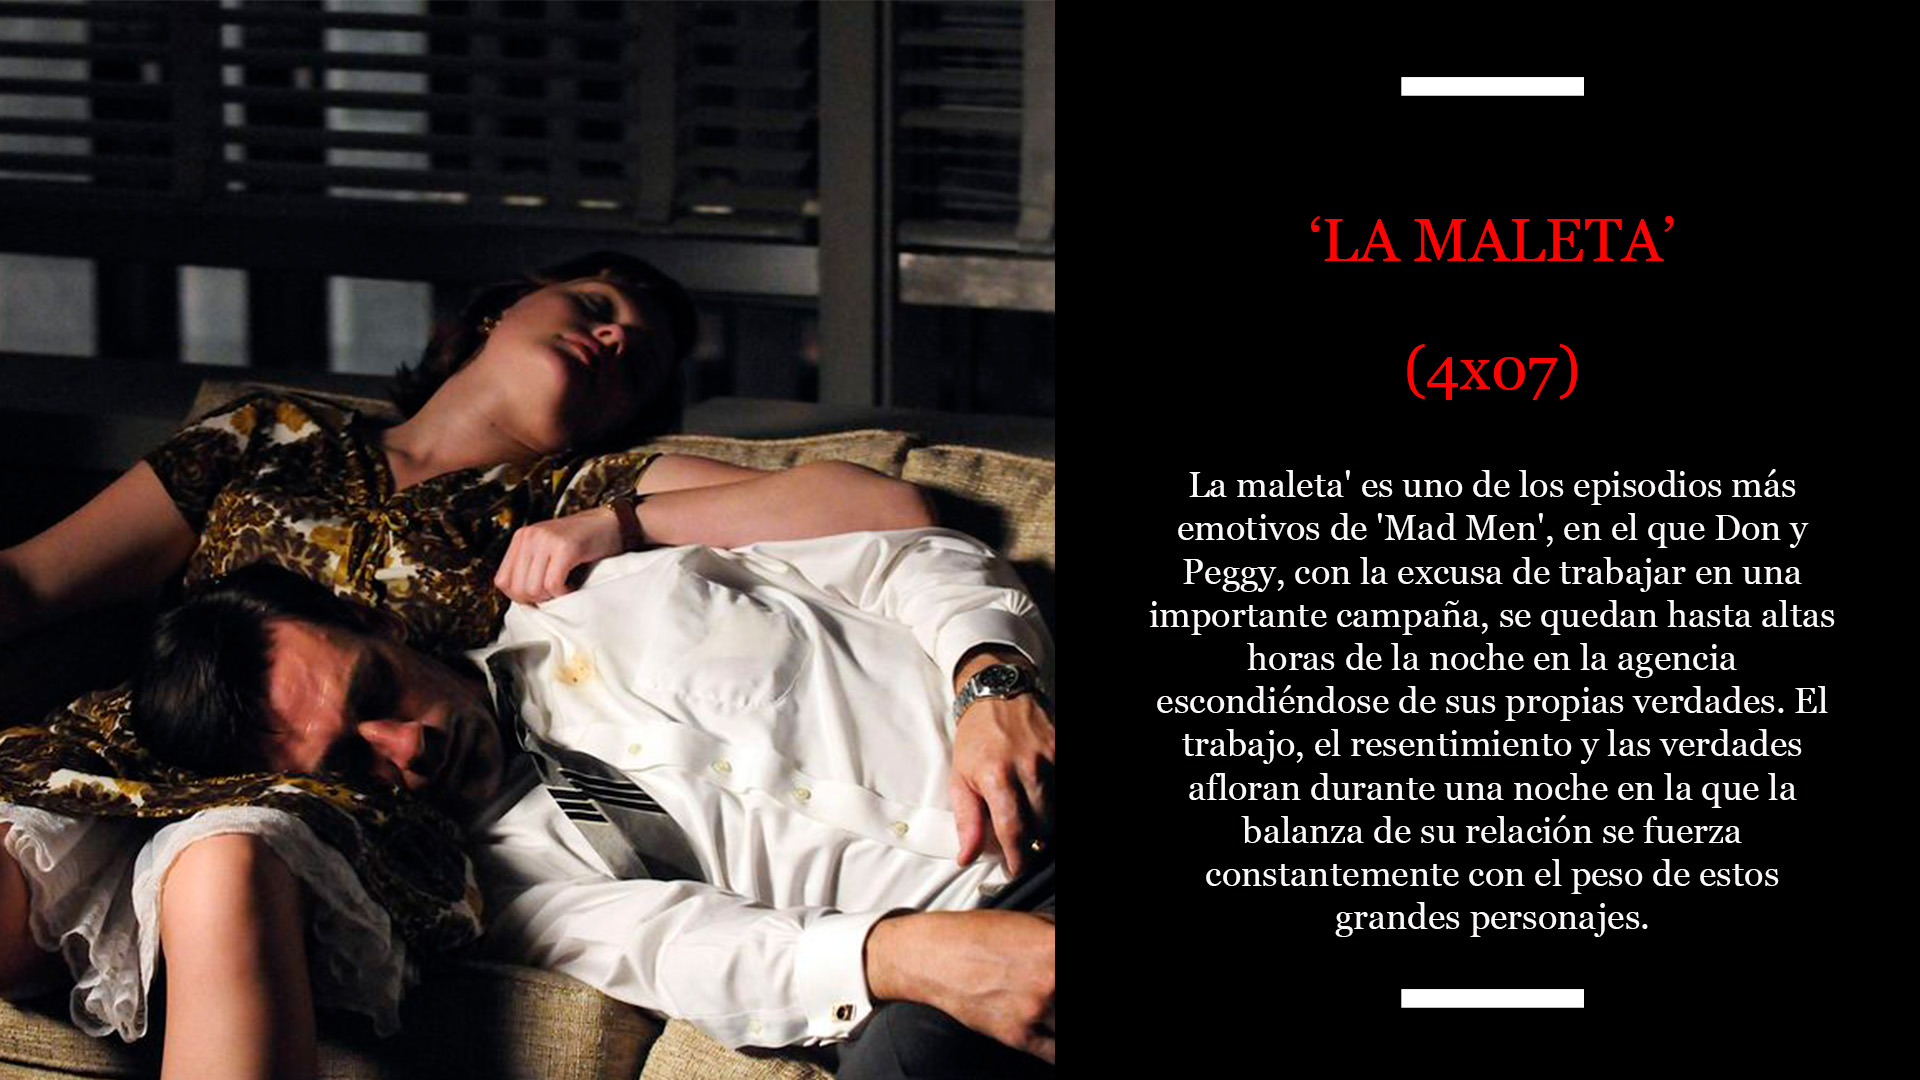 ‘LA MALETA’
(4x07)
La maleta' es uno de los episodios más
emotivos de 'Mad Men', en el que Don y
Peggy, con la excusa de trabajar en una
importante campaña, se quedan hasta altas
horas de la noche en la agencia
escondiéndose de sus propias verdades. El
trabajo, el resentimiento y las verdades
afloran durante una noche en la que la
balanza de su relación se fuerza
constantemente con el peso de estos
grandes personajes.